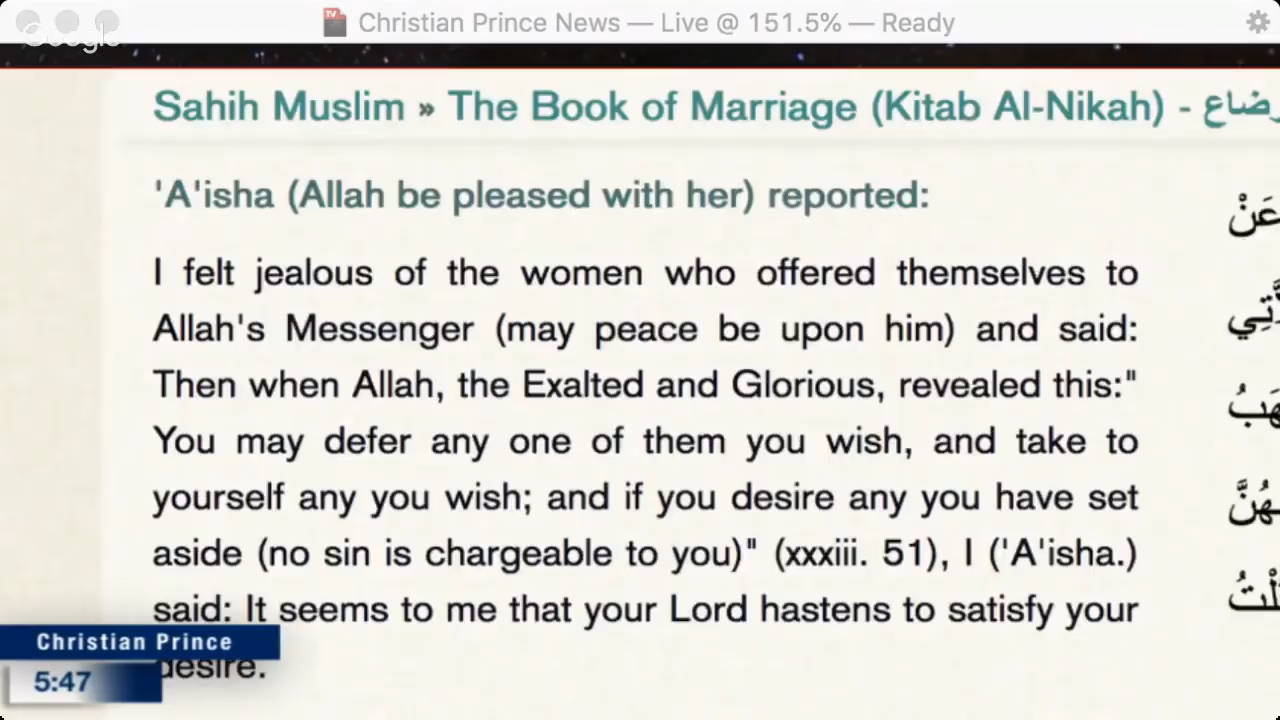 Christian Prince News — Live @ 151.5% — Ready
Google
Sahih Muslim » The Book of Marriage (Kitab Al-Nikah) -
'A'isha (Allah be pleased with her) reported:
I felt jealous of the women who offered themselves to
Allah's Messenger (may peace be upon him) and said:
Then when Allah, the Exalted and Glorious, revealed this:"
You may defer any one of them you wish, and take to
yourself any you wish; and if you desire any you have set
aside (no sin is chargeable to you)" (xxxiii. 51), I ('A'isha.)
said: It seems to me that your Lord hastens to satisfy your
desire.
عَنْ
Christian Prince
5:47